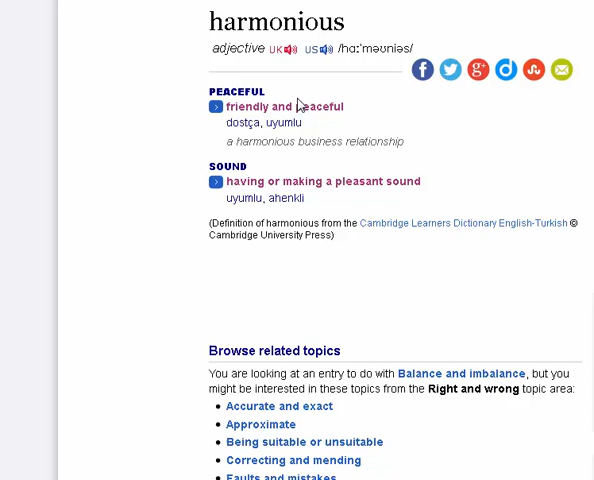 harmonious
adjective UK US /hɑːˈməʊniəs/
PEACEFUL
friendly and peaceful
dostça, uyumlu
a harmonious business relationship
SOUND
having or making a pleasant sound
uyumlu, ahenkli
(Definition of harmonious from the Cambridge Learners Dictionary English-Turkish ©
Cambridge University Press)
Browse related topics
You are looking at an entry to do with Balance and imbalance, but you
might be interested in these topics from the Right and wrong topic area:
Accurate and exact
Approximate
Being suitable or unsuitable
Correcting and mending
Faults and mistakes